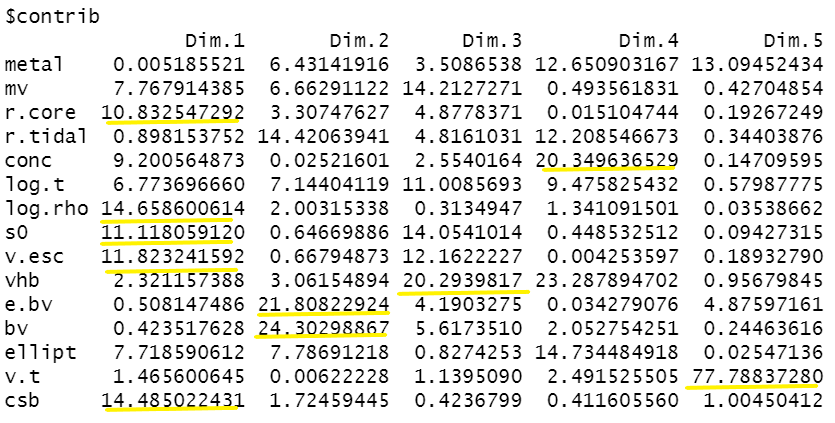 $contrib
Dim.1 Dim.2 Dim.3 Dim.4 Dim.5
metal 0.005185521 6.43141916 3.5086538 12.650903167 13.09452434
mv 7.767914385 6.66291122 14.2127271 0.493561831 0.42704854
r.core 10.832547292 3.30747627 4.8778371 0.015104744 0.19267249
r.tidal 0.898153752 14.42063941 4.8161031 12.208546673 0.34403876
conc 9.200564873 0.02521601 2.5540164 20.349636529 0.14709595
log.t 6.773696660 7.14404119 11.0085693 9.475825432 0.57987775
log.rho 14.658600614 2.00315338 0.3134947 1.341091501 0.03538662
s0 11.118059120 0.64669886 14.0541014 0.448532512 0.09427315
v.esc 11.823241592 0.66794873 12.1622227 0.004253597 0.18932790
vhb 2.321157388 3.06154894 20.2939817 23.287894702 0.95679845
e.bv 0.508147486 21.80822924 4.1903275 0.034279076 4.87597161
bv 0.423517628 24.30298867 5.6173510 2.052754251 0.24463616
ellipt 7.718590612 7.78691218 0.8274253 14.734484918 0.02547136
v.t 1.465600645 0.00622228 1.1395090 2.491525505 77.78837280
csb 14.485022431 1.72459445 0.4236799 0.411605560 1.00450412